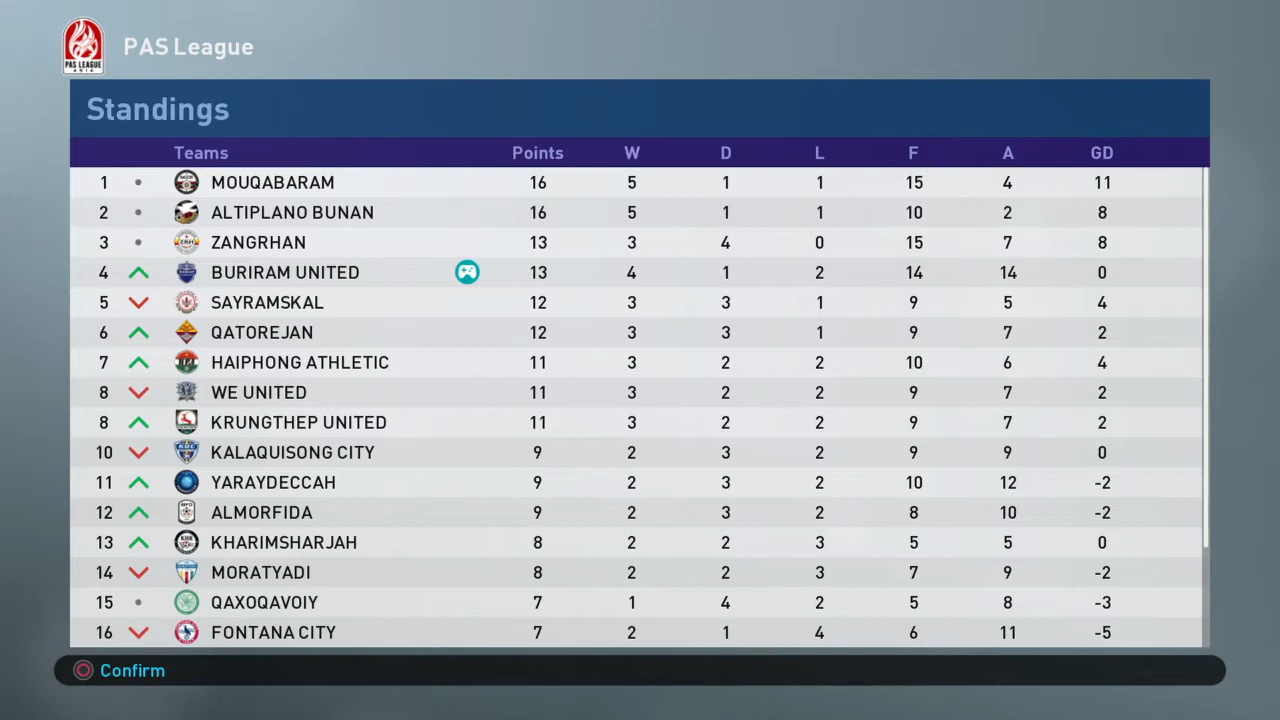 PAS League
PAS LEAGUE
ASIA
Standings
Teams Points W D L F A GD
1 MOUQABARAM 16 5 1 1 15 4 11
2 ALTIPLANO BUNAN 16 5 1 1 10 2 8
3 ZANGRHAN 13 3 4 0 15 7 8
4 BURIRAM UNITED 13 4 1 2 14 14 0
5 SAYRAMSKAL 12 3 3 1 9 5 4
6 QATOREJAN 12 3 3 1 9 7 2
7 HAIPHONG ATHLETIC 11 3 2 2 10 6 4
8 WE UNITED 11 3 2 2 9 7 2
8 KRUNGTHEP UNITED 11 3 2 2 9 7 2
10 KALAQUISONG CITY 9 2 3 2 9 9 0
11 YARAYDECCAH 9 2 3 2 10 12 -2
12 ALMORFIDA 9 2 3 2 8 10 -2
13 KHARIMSHARJAH 8 2 2 3 5 5 0
14 MORATYADI 8 2 2 3 7 9 -2
15 QAXOQAVOIY 7 1 4 2 5 8 -3
16 FONTANA CITY 7 2 1 4 6 11 -5
Confirm